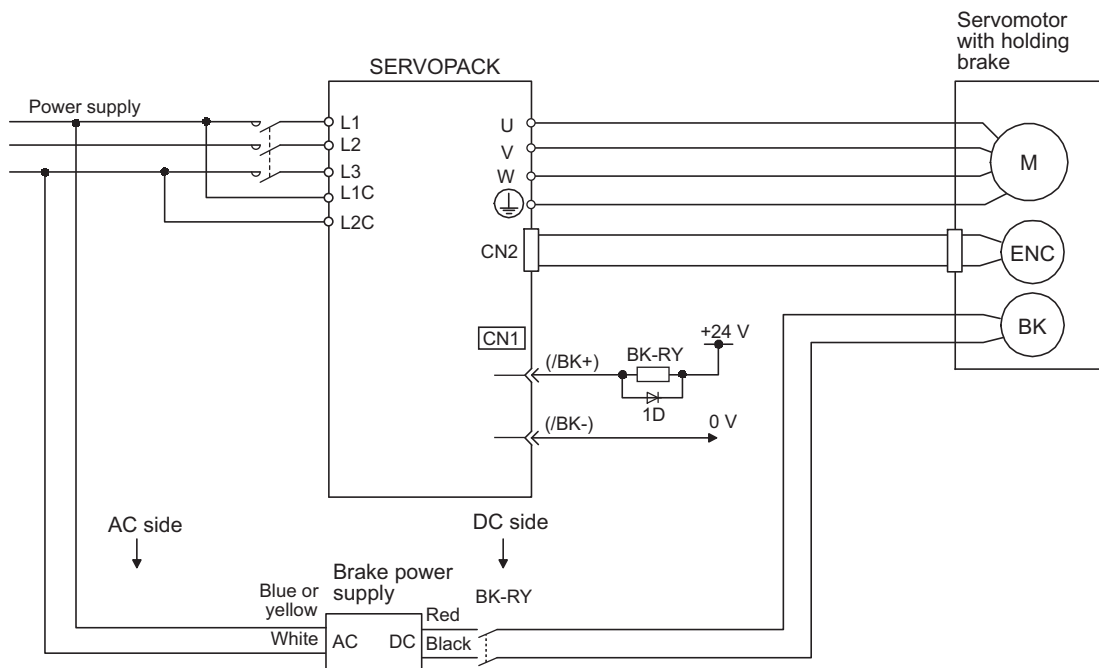 Servomotor
with holding
brake
SERVOPACK
Power supply
L1
L2
L3
L1C
L2C
U
V
W
M
CN2
ENC
CN1
BK
+24 V
(/BK+)
BK-RY
1D
(/BK-)
0 V
AC side
DC side
Brake power
supply
BK-RY
Blue or
yellow
White
AC
DC
Red
Black